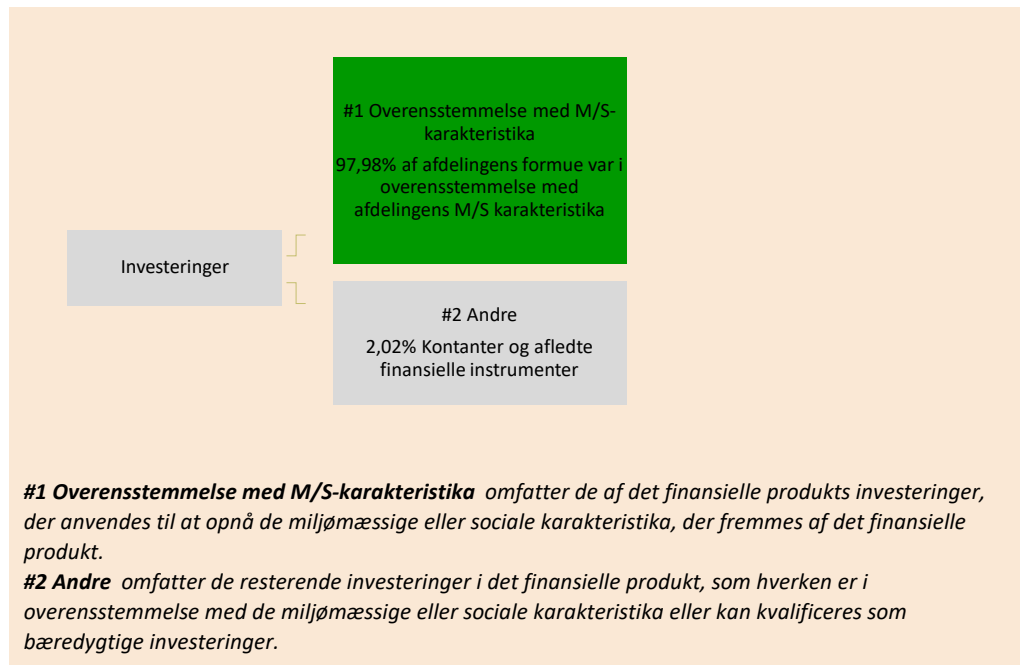 #1 Overensstemmelse med M/S-
karakteristika
97,98% af afdelingens formue var i
overensstemmelse med
afdelingens M/S karakteristika
Investeringer
#2 Andre
2,02% Kontanter og afledte
finansielle instrumenter
#1 Overensstemmelse med M/S-karakteristika omfatter de af det finansielle produkts investeringer,
der anvendes til at opnå de miljømæssige eller sociale karakteristika, der fremmes af det finansielle
produkt.
#2 Andre omfatter de resterende investeringer i det finansielle produkt, som hverken er i
overensstemmelse med de miljømæssige eller sociale karakteristika eller kan kvalificeres som
bæredygtige investeringer.